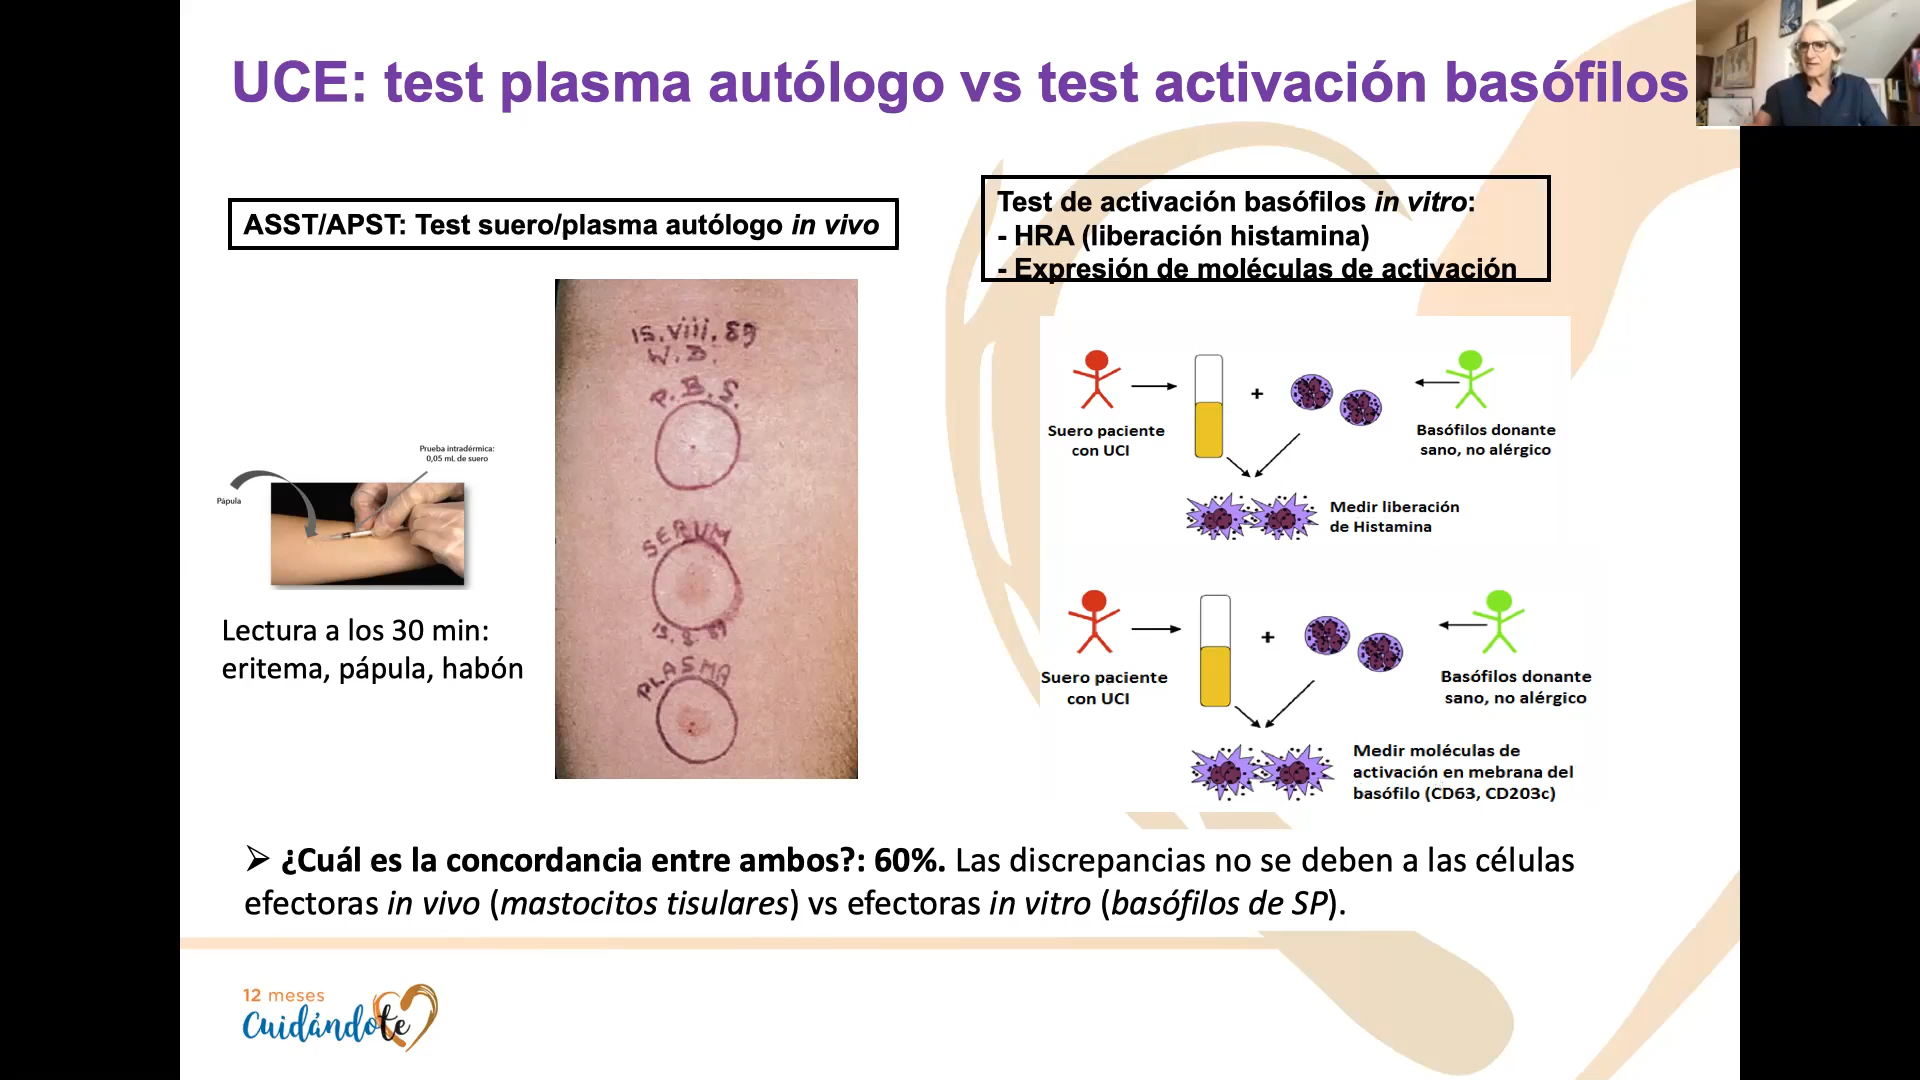 UCE: test plasma autólogo vs test activación basófilos
ASST/APST: Test suero/plasma autólogo in vivo
Test de activación basófilos in vitro:
- HRA (liberación histamina)
- Expresión de moléculas de activación
15.viii.89
W.D.
P.B.S.
SERUM
PLASMA
Prueba intradérmica:
0,05 mL de suero
Pápula
Lectura a los 30 min:
eritema, pápula, habón
Suero paciente
con UCI
+
Basófilos donante
sano, no alérgico
Medir liberación
de Histamina
Suero paciente
con UCI
+
Basófilos donante
sano, no alérgico
Medir moléculas de
activación en mebrana del
basófilo (CD63, CD203c)
➢ ¿Cuál es la concordancia entre ambos?: 60%. Las discrepancias no se deben a las células
efectoras in vivo (mastocitos tisulares) vs efectoras in vitro (basófilos de SP).
12 meses
Cuidándote